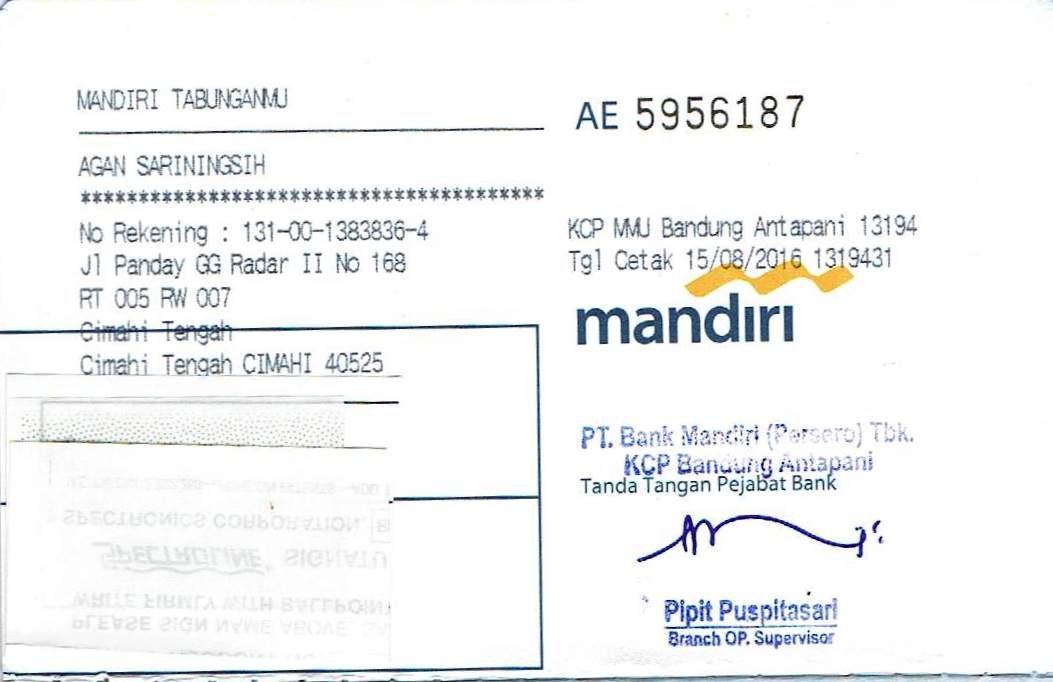 MANDIRI TABUNGANMU
AE 5956187
AGAN SARININGSIH
****************************************
No Rekening : 131-00-1383836-4
Jl Panday GG Radar II No 168
RT 005 RW 007
Cimahi Tengah
Cimahi Tengah CIMAHI 40525
KCP MMU Bandung Antapani 13194
Tgl Cetak 15/08/2016 1319431
mandiri
PT. Bank Mandiri (Persero) Tbk.
KCP Bandung Antapani
Tanda Tangan Pejabat Bank
Pipit Puspitasari
Branch OP. Supervisor
SPECTRONICS CORPORATION,
SPECTROLINE, SIGNATU
WRITE FIRMLY WITH BALLPOIN
PLEASE SIGN NAME ABOVE,